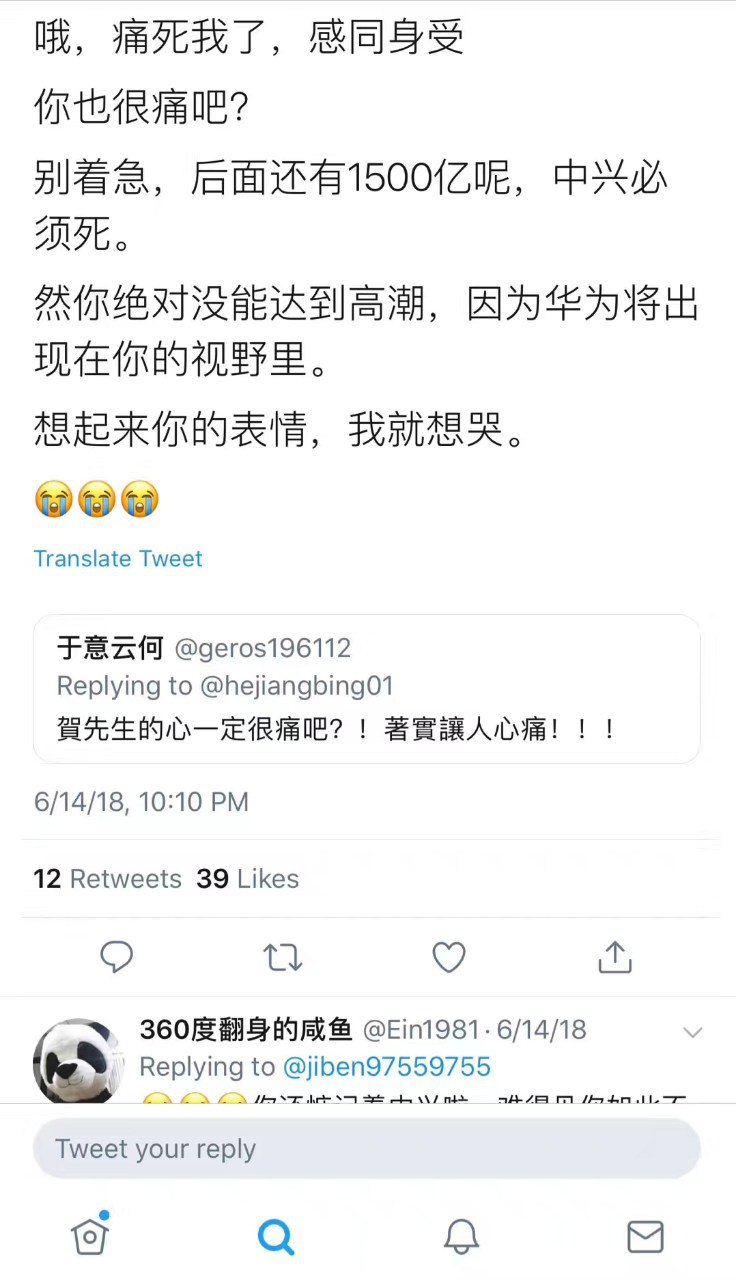 哦，痛死我了，感同身受
你也很痛吧？
别着急，后面还有1500亿呢，中兴必
须死。
然你绝对没能达到高潮，因为华为将出
现在你的视野里。
想起来你的表情，我就想哭。
😭😭😭
Translate Tweet
于意云何 @geros196112
Replying to @hejiangbing01
賀先生的心一定很痛吧？！著實讓人心痛！！！
6/14/18, 10:10 PM
12 Retweets 39 Likes
360度翻身的咸鱼 @Ein1981 · 6/14/18
Replying to @jiben97559755
Tweet your reply